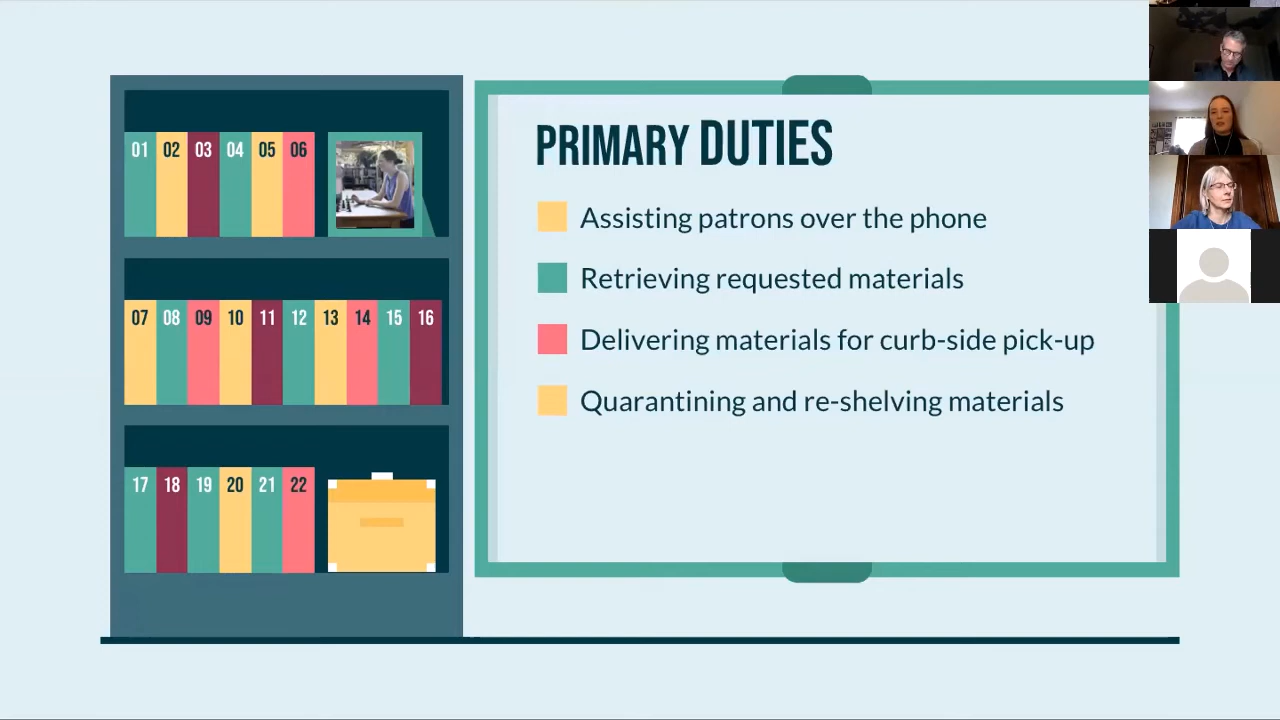 01 02 03 04 05 06
07 08 09 10 11 12 13 14 15 16
17 18 19 20 21 22
PRIMARY DUTIES
Assisting patrons over the phone
Retrieving requested materials
Delivering materials for curb-side pick-up
Quarantining and re-shelving materials